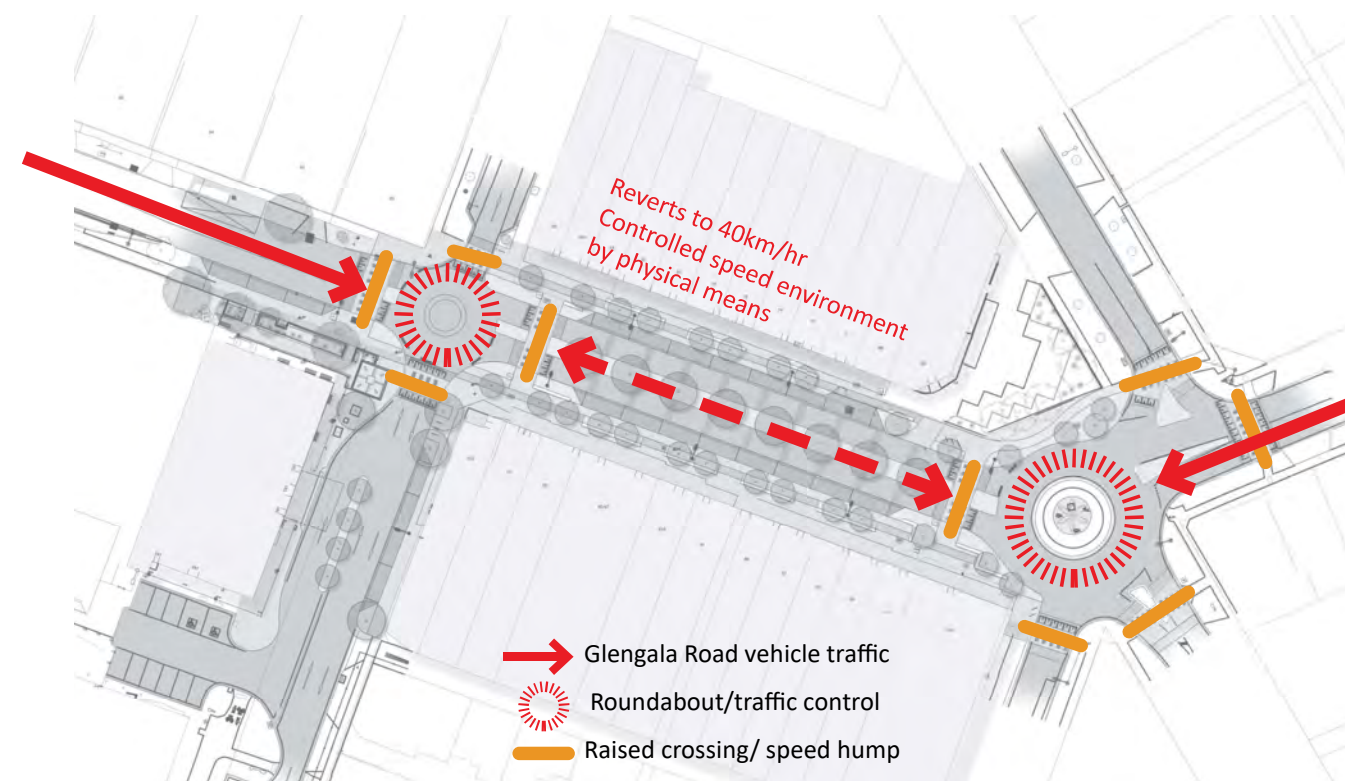 Reverts to 40km/hr
Controlled speed environment
by physical means
Glengala Road vehicle traffic
Roundabout/traffic control
Raised crossing/ speed hump